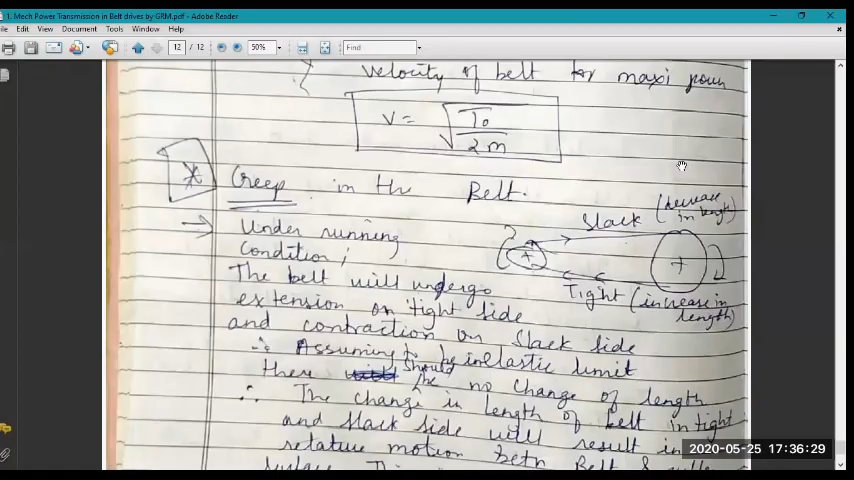 1. Mech Power Transmission in Belt drives by GRM.pdf - Adobe Reader
File Edit View Document Tools Window Help
12 / 12 50% Find
Velocity of belt for maxi power
V = √ To / 2m
* Creep in the Belt.
→ Under running
condition;
Slack (decrease in length)
Tight (increase in length)
The belt will undergo
extension on tight side
and contraction on slack side
∴ Assuming to be in elastic limit
there should be no change of length
∴ The change in length of belt in tight
and slack side will result in
relative motion betn Belt &
surface. This
2020-05-25 17:36:29